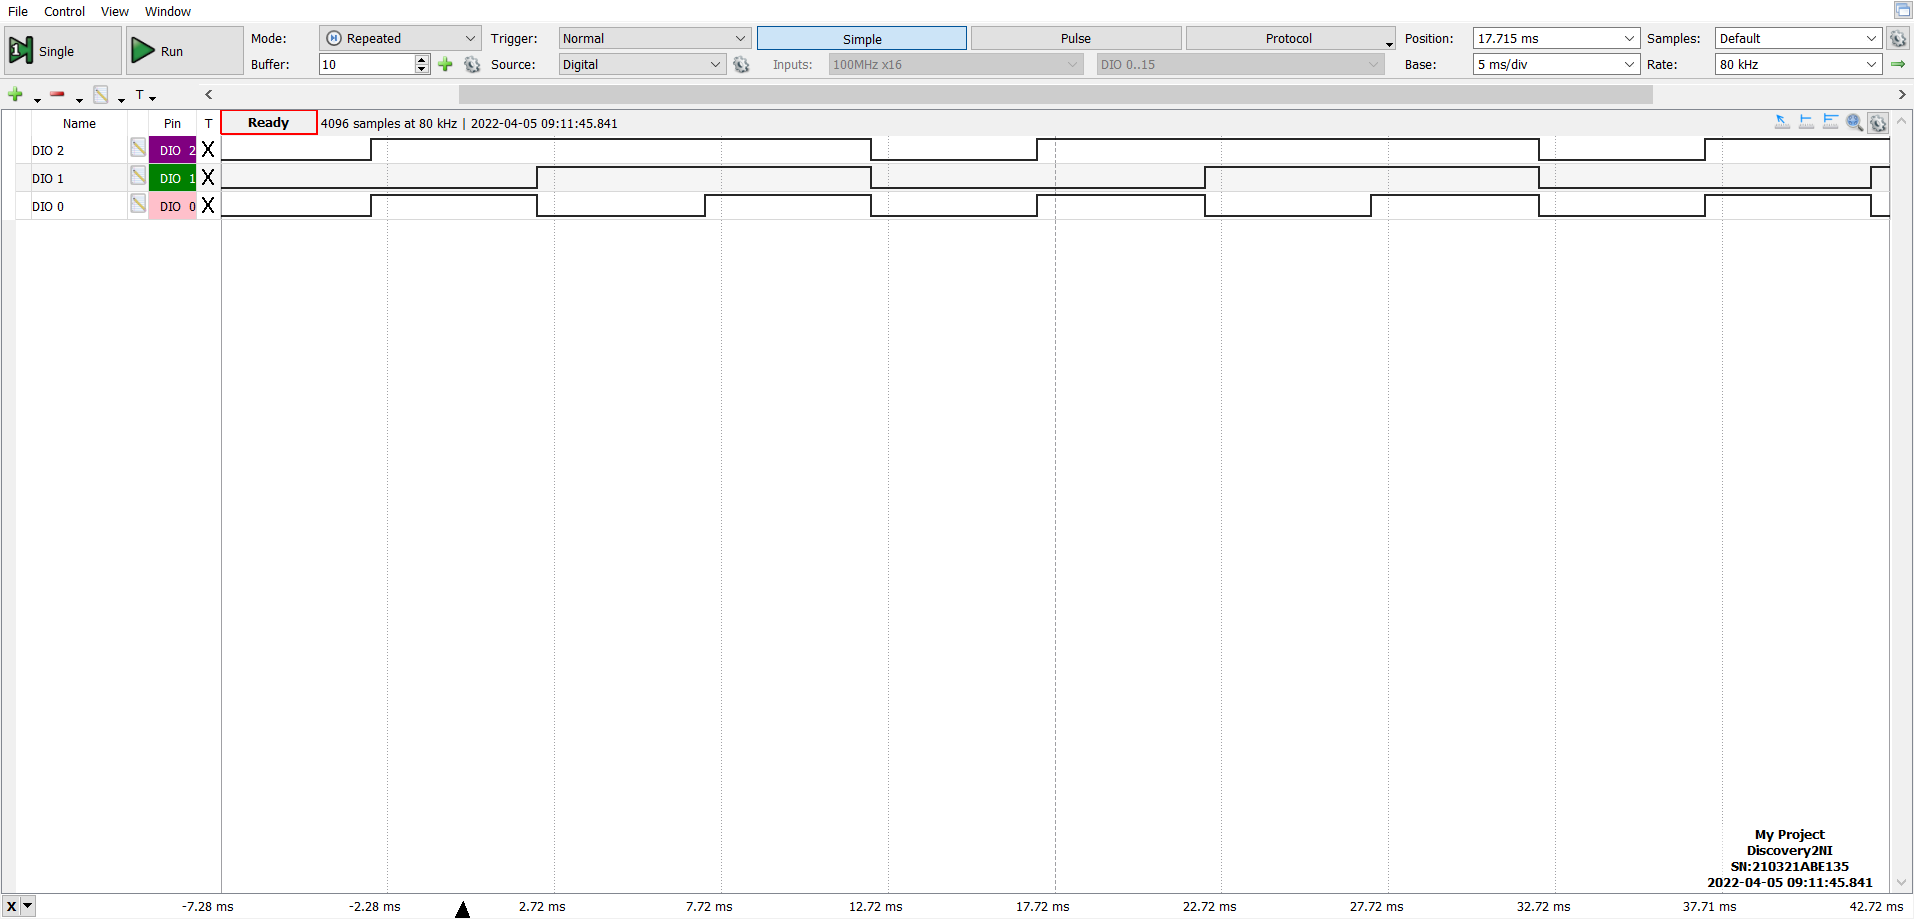 File Control View Window
Single Run Mode: Repeated Trigger: Normal Simple Pulse Protocol Position: 17.715 ms Samples: Default
Buffer: 10 Source: Digital Inputs: 100MHz x16 DIO 0..15 Base: 5 ms/div Rate: 80 kHz
T
Name Pin T Ready 4096 samples at 80 kHz | 2022-04-05 09:11:45.841
DIO 2 DIO 2 X
DIO 1 DIO 1 X
DIO 0 DIO 0 X
My Project
Discovery2NI
SN:210321ABE135
2022-04-05 09:11:45.841
X -7.28 ms -2.28 ms 2.72 ms 7.72 ms 12.72 ms 17.72 ms 22.72 ms 27.72 ms 32.72 ms 37.71 ms 42.72 ms